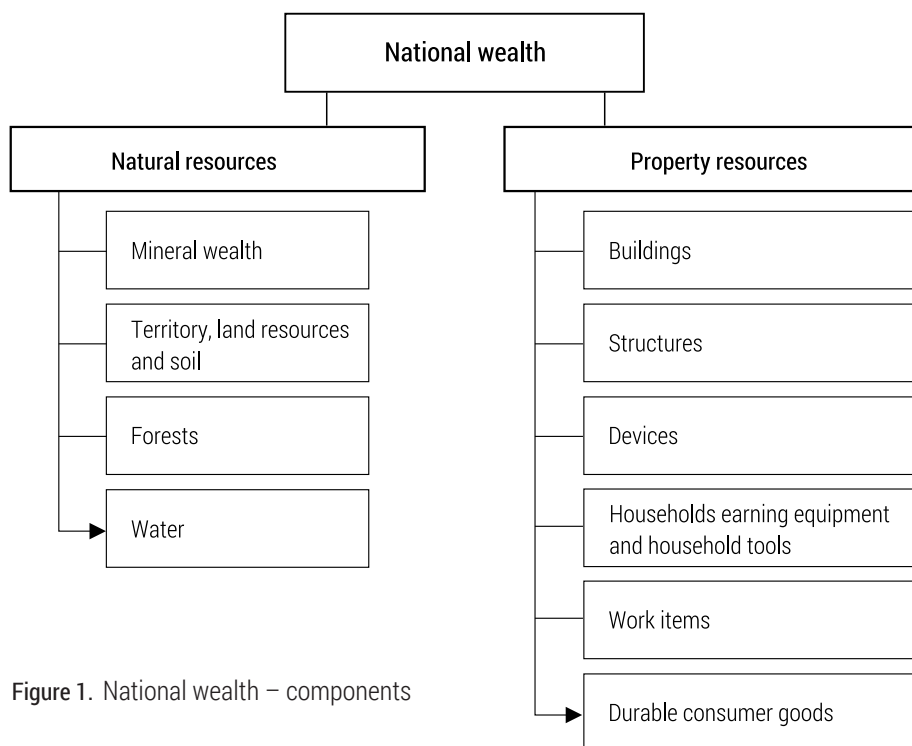 National wealth
Natural resources
Mineral wealth
Territory, land resources
and soil
Forests
Water
Property resources
Buildings
Structures
Devices
Households earning equipment
and household tools
Work items
Durable consumer goods
Figure 1. National wealth – components